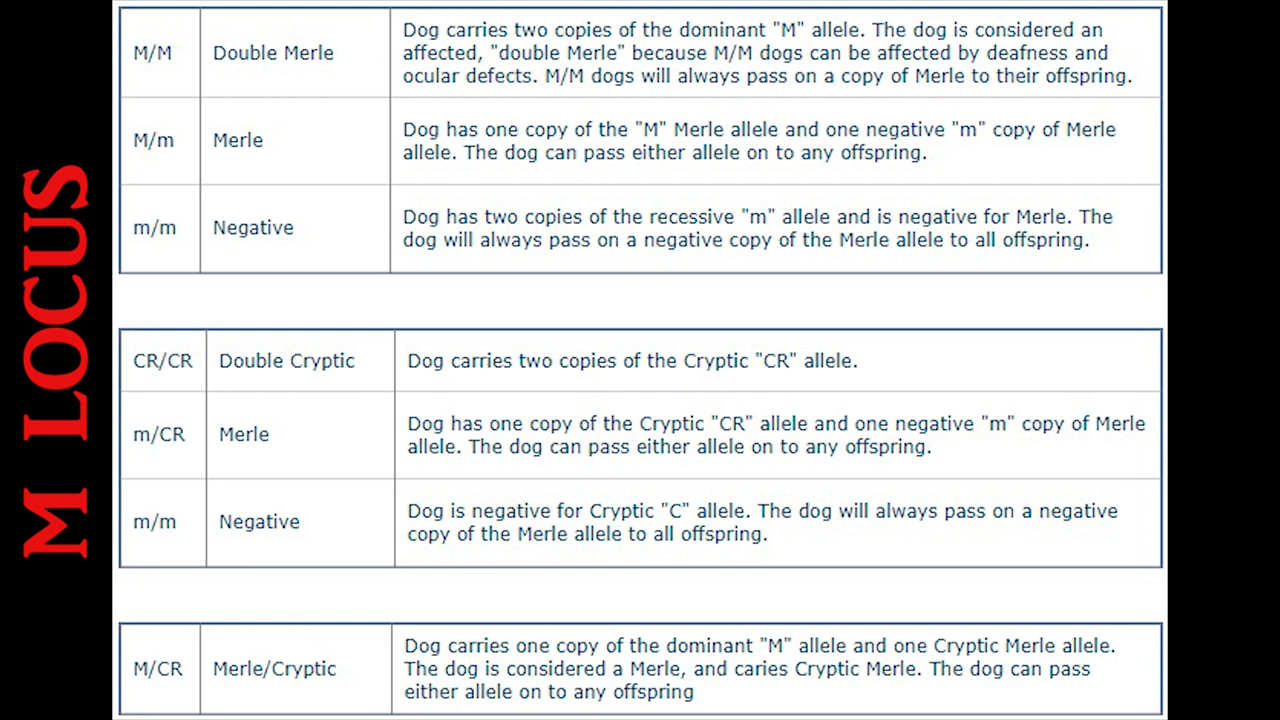 M LOCUS
M/M
Double Merle
Dog carries two copies of the dominant "M" allele. The dog is considered an
affected, "double Merle" because M/M dogs can be affected by deafness and
ocular defects. M/M dogs will always pass on a copy of Merle to their offspring.
M/m
Merle
Dog has one copy of the "M" Merle allele and one negative "m" copy of Merle
allele. The dog can pass either allele on to any offspring.
m/m
Negative
Dog has two copies of the recessive "m" allele and is negative for Merle. The
dog will always pass on a negative copy of the Merle allele to all offspring.
CR/CR
Double Cryptic
Dog carries two copies of the Cryptic "CR" allele.
m/CR
Merle
Dog has one copy of the Cryptic "CR" allele and one negative "m" copy of Merle
allele. The dog can pass either allele on to any offspring.
m/m
Negative
Dog is negative for Cryptic "C" allele. The dog will always pass on a negative
copy of the Merle allele to all offspring.
M/CR
Merle/Cryptic
Dog carries one copy of the dominant "M" allele and one Cryptic Merle allele.
The dog is considered a Merle, and caries Cryptic Merle. The dog can pass
either allele on to any offspring